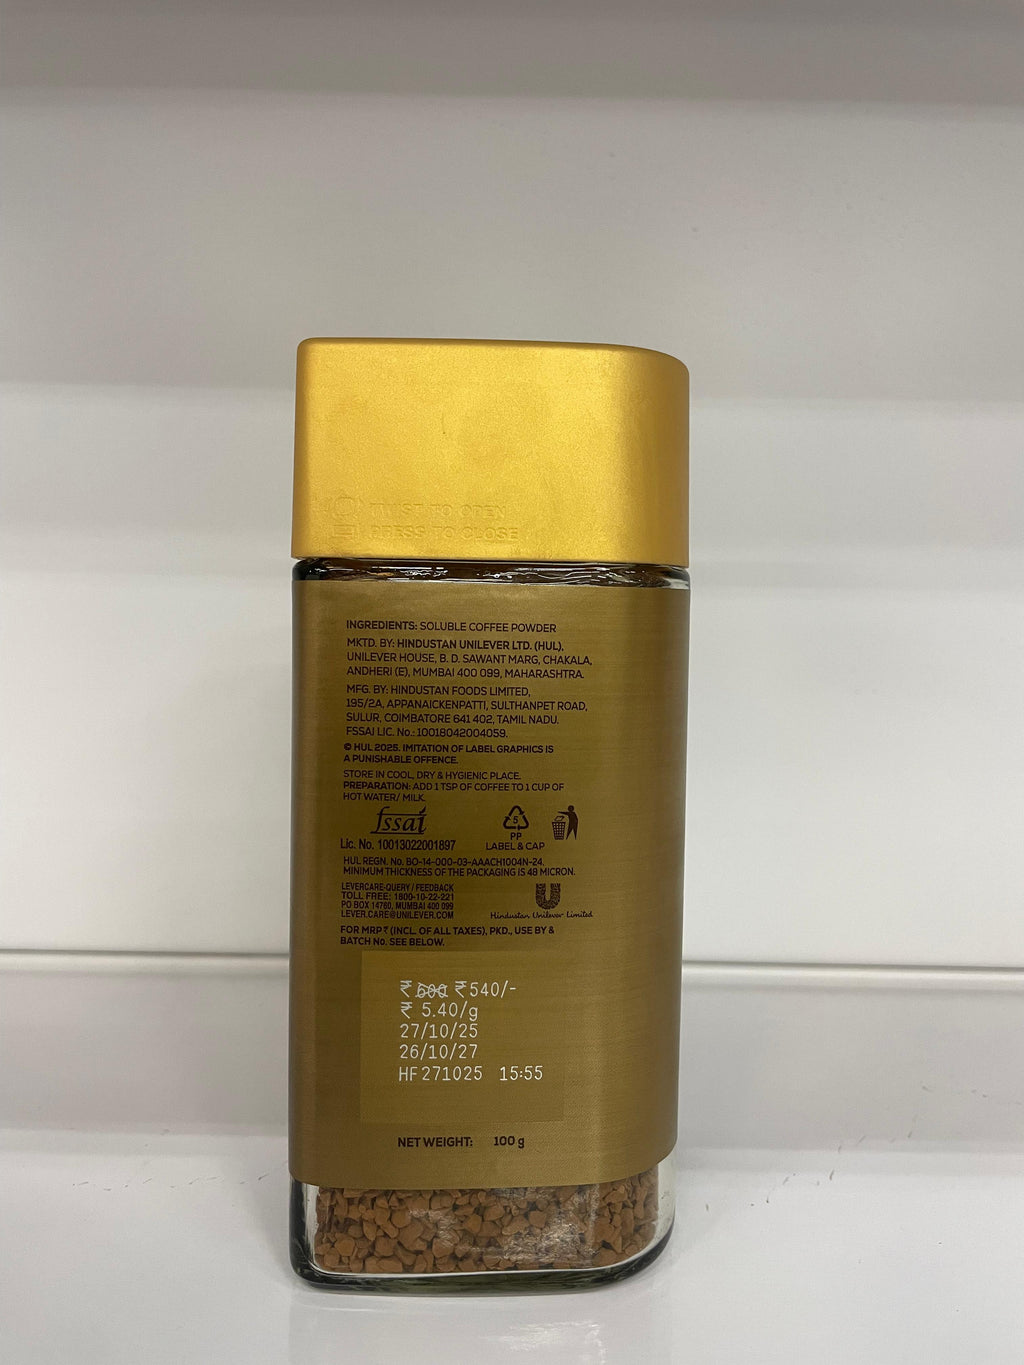 TWIST TO OPEN
PRESS TO CLOSE
INGREDIENTS: SOLUBLE COFFEE POWDER
MKTD. BY: HINDUSTAN UNILEVER LTD. (HUL),
UNILEVER HOUSE, B. D. SAWANT MARG, CHAKALA,
ANDHERI (E), MUMBAI 400 099, MAHARASHTRA.
MFG. BY: HINDUSTAN FOODS LIMITED,
195/2A, APPANAICKENPATTI, SULTHANPET ROAD,
SULUR, COIMBATORE 641 402, TAMIL NADU.
FSSAI LIC. No.: 10018042004059.
© HUL 2025. IMITATION OF LABEL GRAPHICS IS
A PUNISHABLE OFFENCE.
STORE IN COOL, DRY & HYGIENIC PLACE.
PREPARATION: ADD 1 TSP OF COFFEE TO 1 CUP OF
HOT WATER/ MILK.
fssai
Lic. No. 10013022001897
5
PP
LABEL & CAP
HUL REGN. No. BO-14-000-03-AAACH1004N-24.
MINIMUM THICKNESS OF THE PACKAGING IS 48 MICRON.
LEVERCARE-QUERY / FEEDBACK
TOLL FREE: 1800-10-22-221
PO BOX 14760, MUMBAI 400 099
LEVER.CARE@UNILEVER.COM
Hindustan Unilever Limited
FOR MRP ₹ (INCL. OF ALL TAXES), PKD., USE BY &
BATCH No. SEE BELOW.
₹ 600 ₹ 540/-
₹ 5.40/g
27/10/25
26/10/27
HF 271025 15:55
NET WEIGHT: 100 g